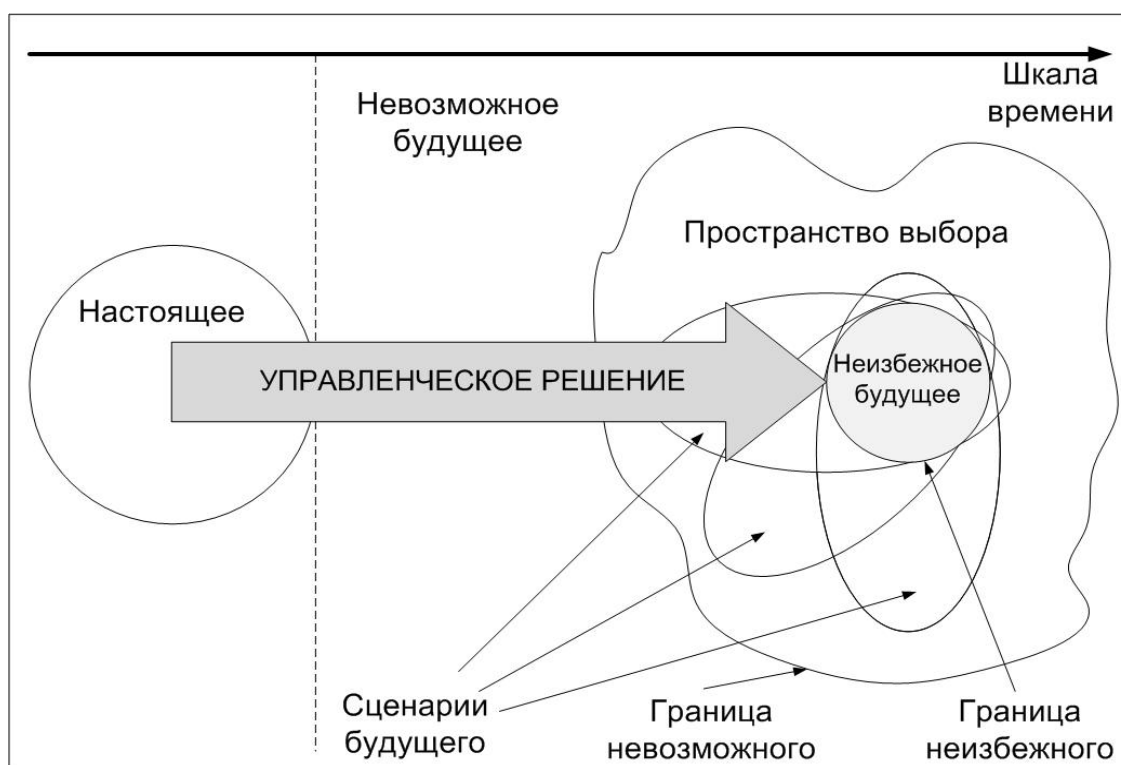 Шкала
времени
Невозможное
будущее
Пространство выбора
Настоящее
УПРАВЛЕНЧЕСКОЕ РЕШЕНИЕ
Неизбежное
будущее
Сценарии
будущего
Граница
невозможного
Граница
неизбежного